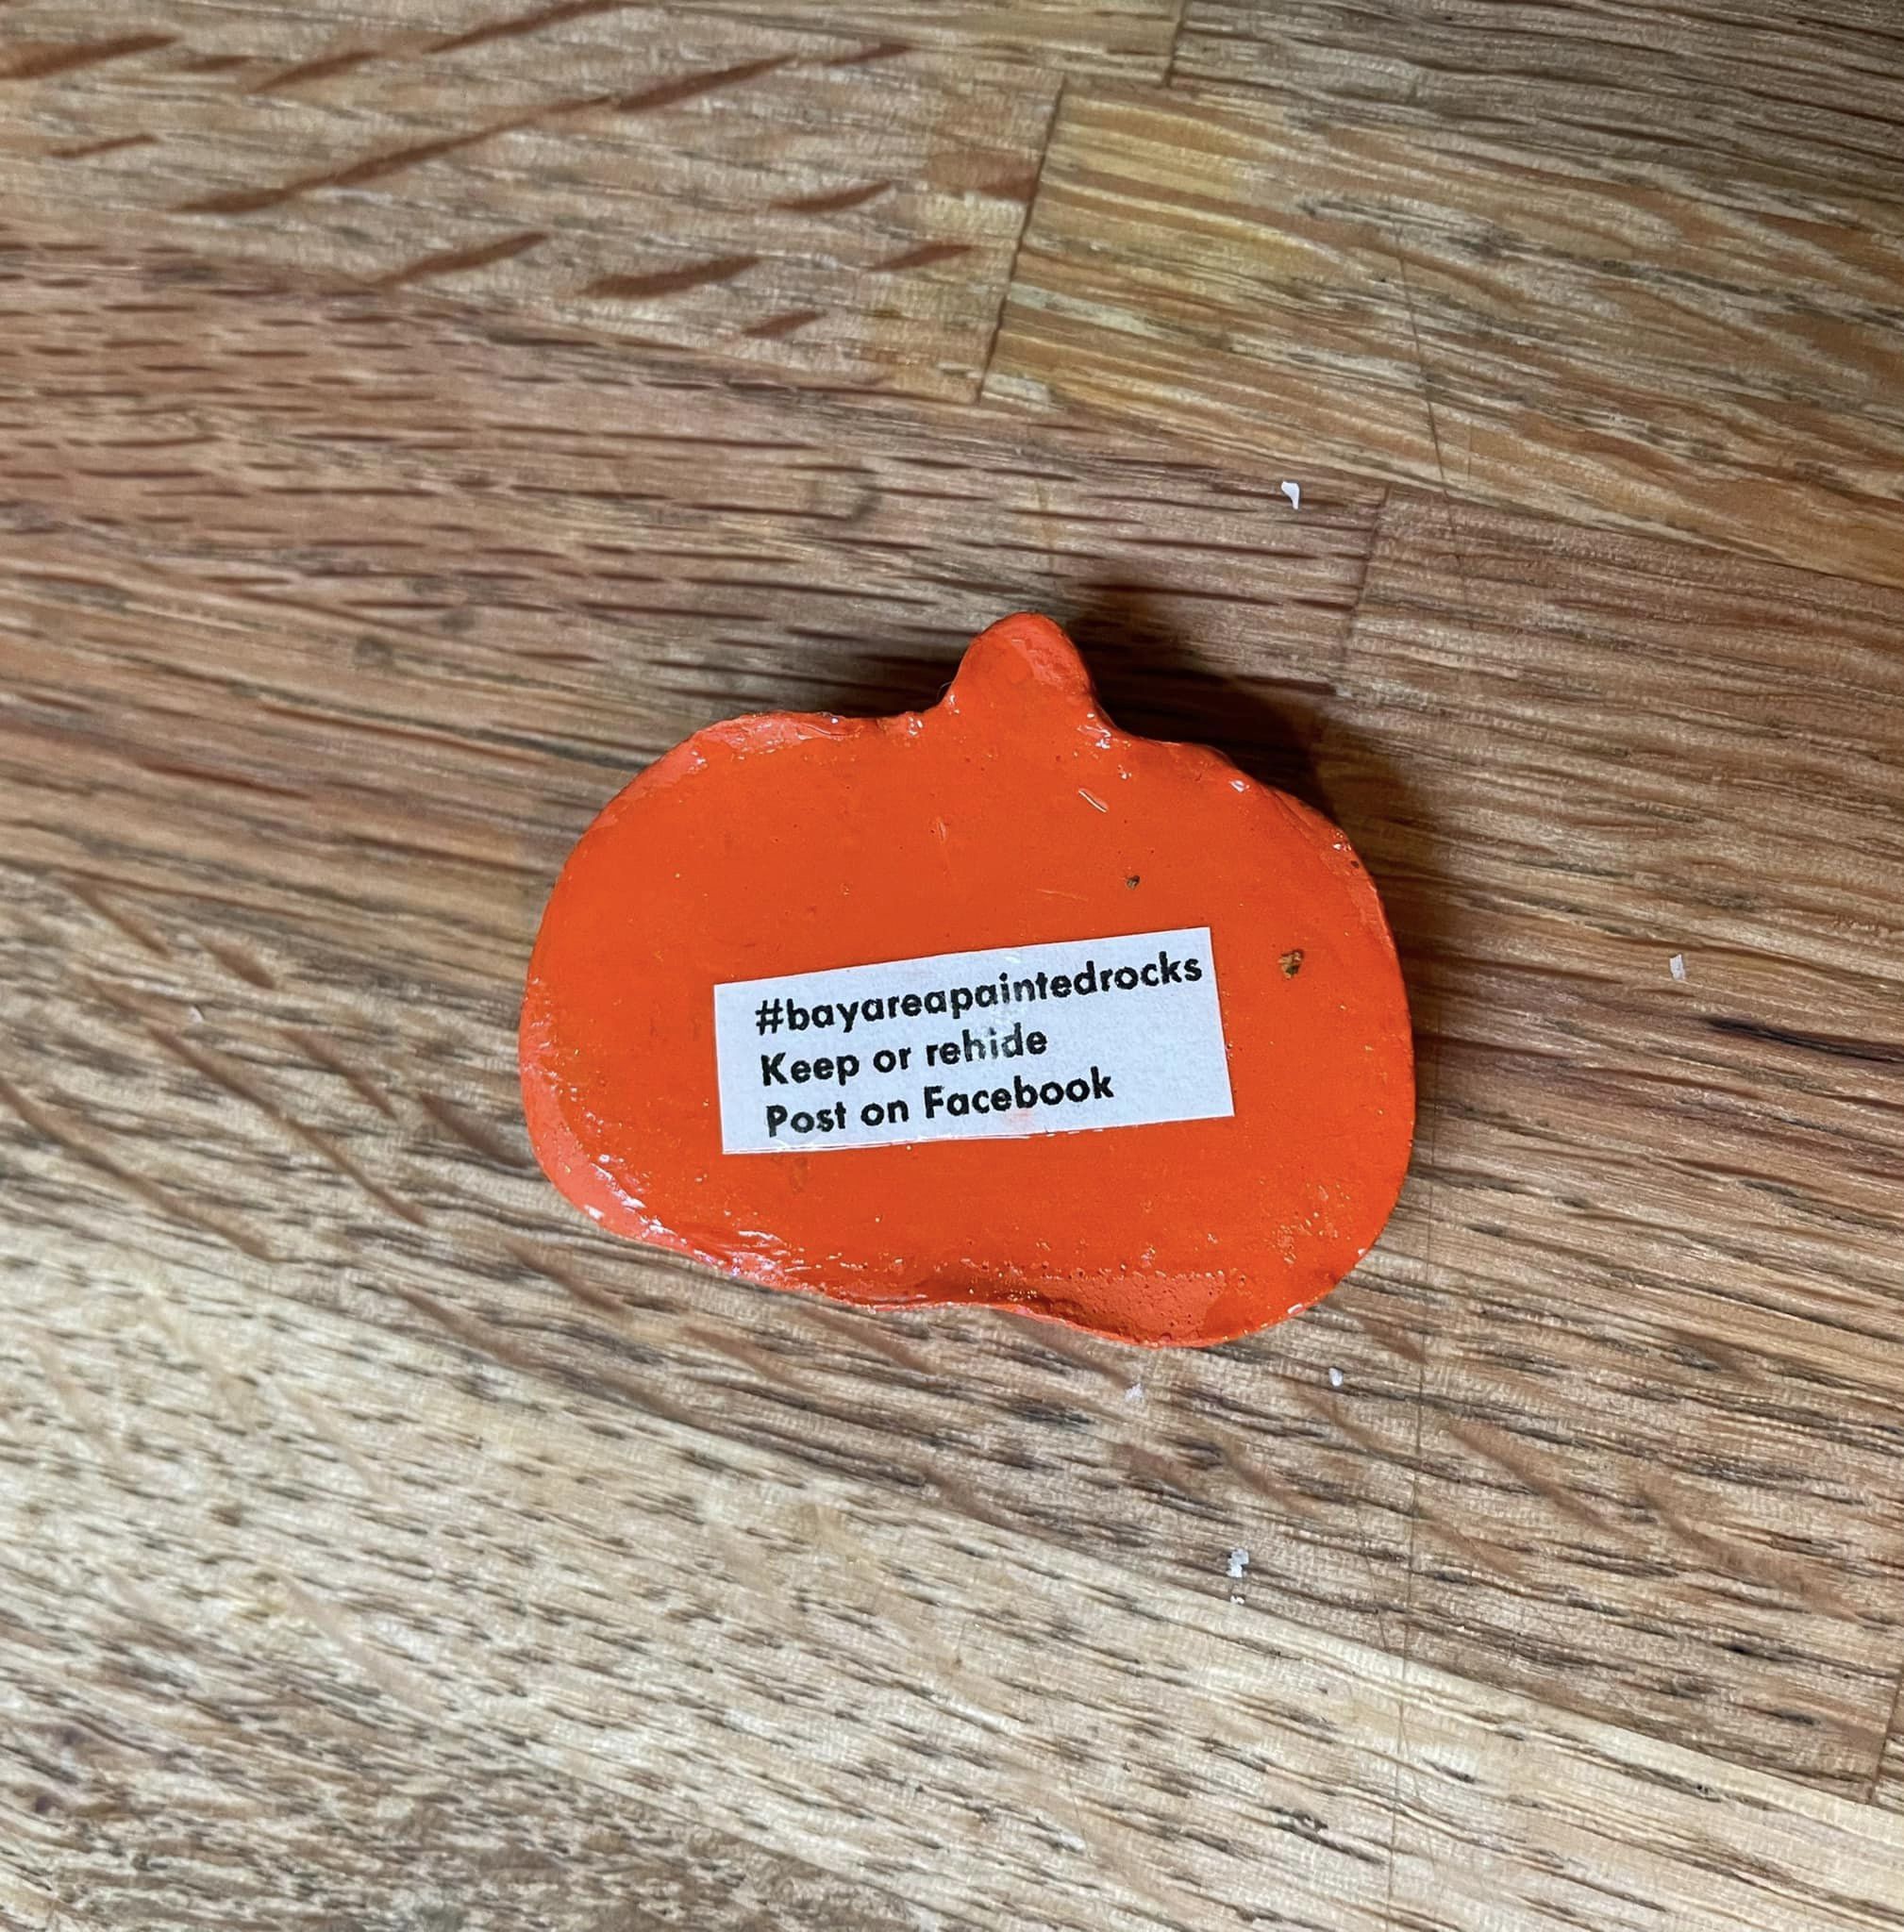 #bayareapaintedrocks
Keep or rehide
Post on Facebook